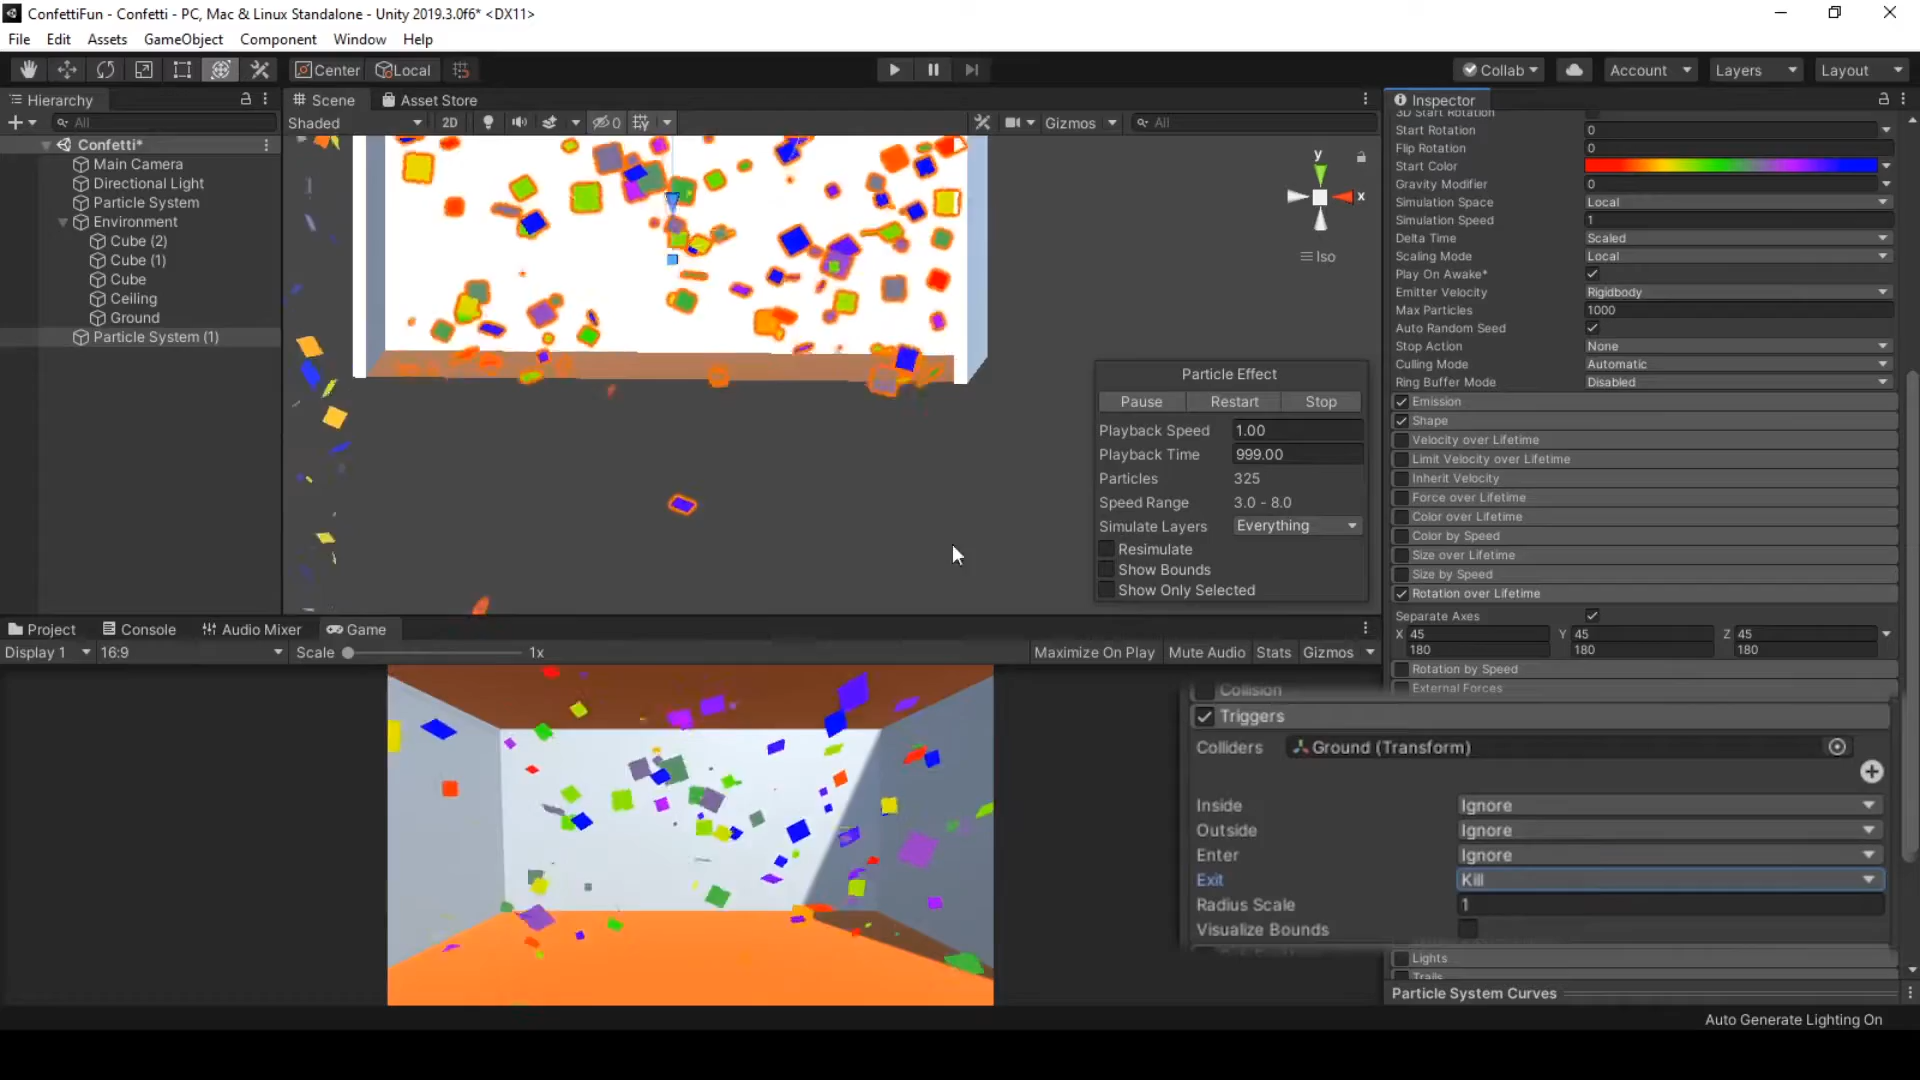 ConfettiFun - Confetti - PC, Mac & Linux Standalone - Unity 2019.3.0f6* <DX11>
File Edit Assets GameObject Component Window Help
Center Local
Collab Account Layers Layout
Hierarchy
All
Confetti*
Main Camera
Directional Light
Particle System
Environment
Cube (2)
Cube (1)
Cube
Ceiling
Ground
Particle System (1)
Scene Asset Store
Shaded 2D 0 Gizmos All
y
x
Iso
Particle Effect
Pause Restart Stop
Playback Speed 1.00
Playback Time 999.00
Particles 325
Speed Range 3.0 - 8.0
Simulate Layers Everything
Resimulate
Show Bounds
Show Only Selected
Project Console Audio Mixer Game
Display 1 16:9 Scale 1x Maximize On Play Mute Audio Stats Gizmos
Inspector
3D Start Rotation
Start Rotation 0
Flip Rotation 0
Start Color
Gravity Modifier 0
Simulation Space Local
Simulation Speed 1
Delta Time Scaled
Scaling Mode Local
Play On Awake*
Emitter Velocity Rigidbody
Max Particles 1000
Auto Random Seed
Stop Action None
Culling Mode Automatic
Ring Buffer Mode Disabled
Emission
Shape
Velocity over Lifetime
Limit Velocity over Lifetime
Inherit Velocity
Force over Lifetime
Color over Lifetime
Color by Speed
Size over Lifetime
Size by Speed
Rotation over Lifetime
Separate Axes
X 45 Y 45 Z 45
180 180 180
Rotation by Speed
External Forces
Collision
Triggers
Colliders Ground (Transform)
Inside Ignore
Outside Ignore
Enter Ignore
Exit Kill
Radius Scale 1
Visualize Bounds
Lights
Trails
Particle System Curves
Auto Generate Lighting On